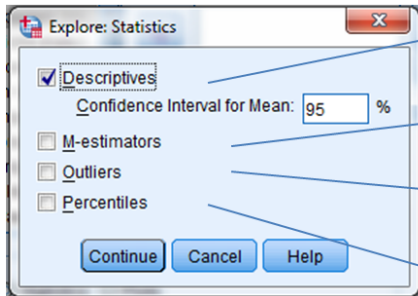 Explore: Statistics
Descriptives
Confidence Interval for Mean: 95 %
M-estimators
Outliers
Percentiles
Continue Cancel Help